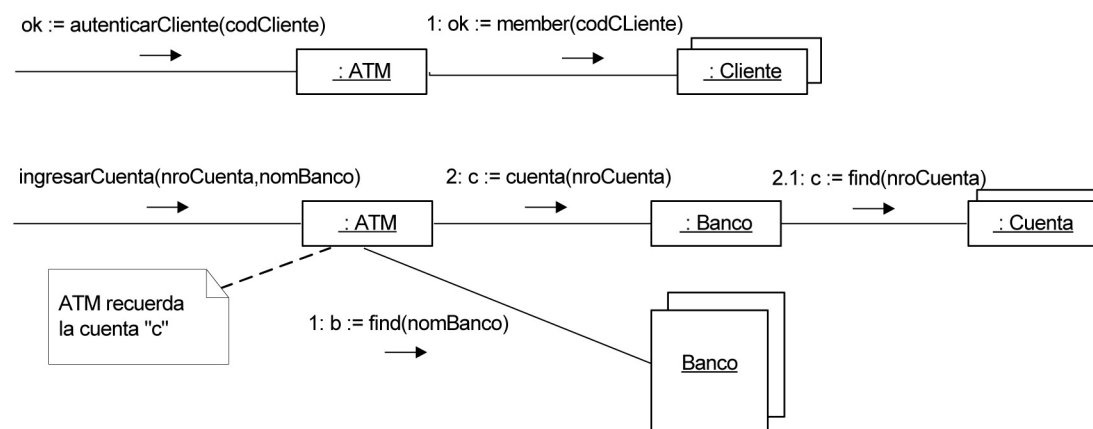 ok := autenticarCliente(codCliente)
1: ok := member(codCLiente)
: ATM
: Cliente
ingresarCuenta(nroCuenta,nomBanco)
2: c := cuenta(nroCuenta)
2.1: c := find(nroCuenta)
: ATM
: Banco
: Cuenta
ATM recuerda
la cuenta "c"
1: b := find(nomBanco)
Banco